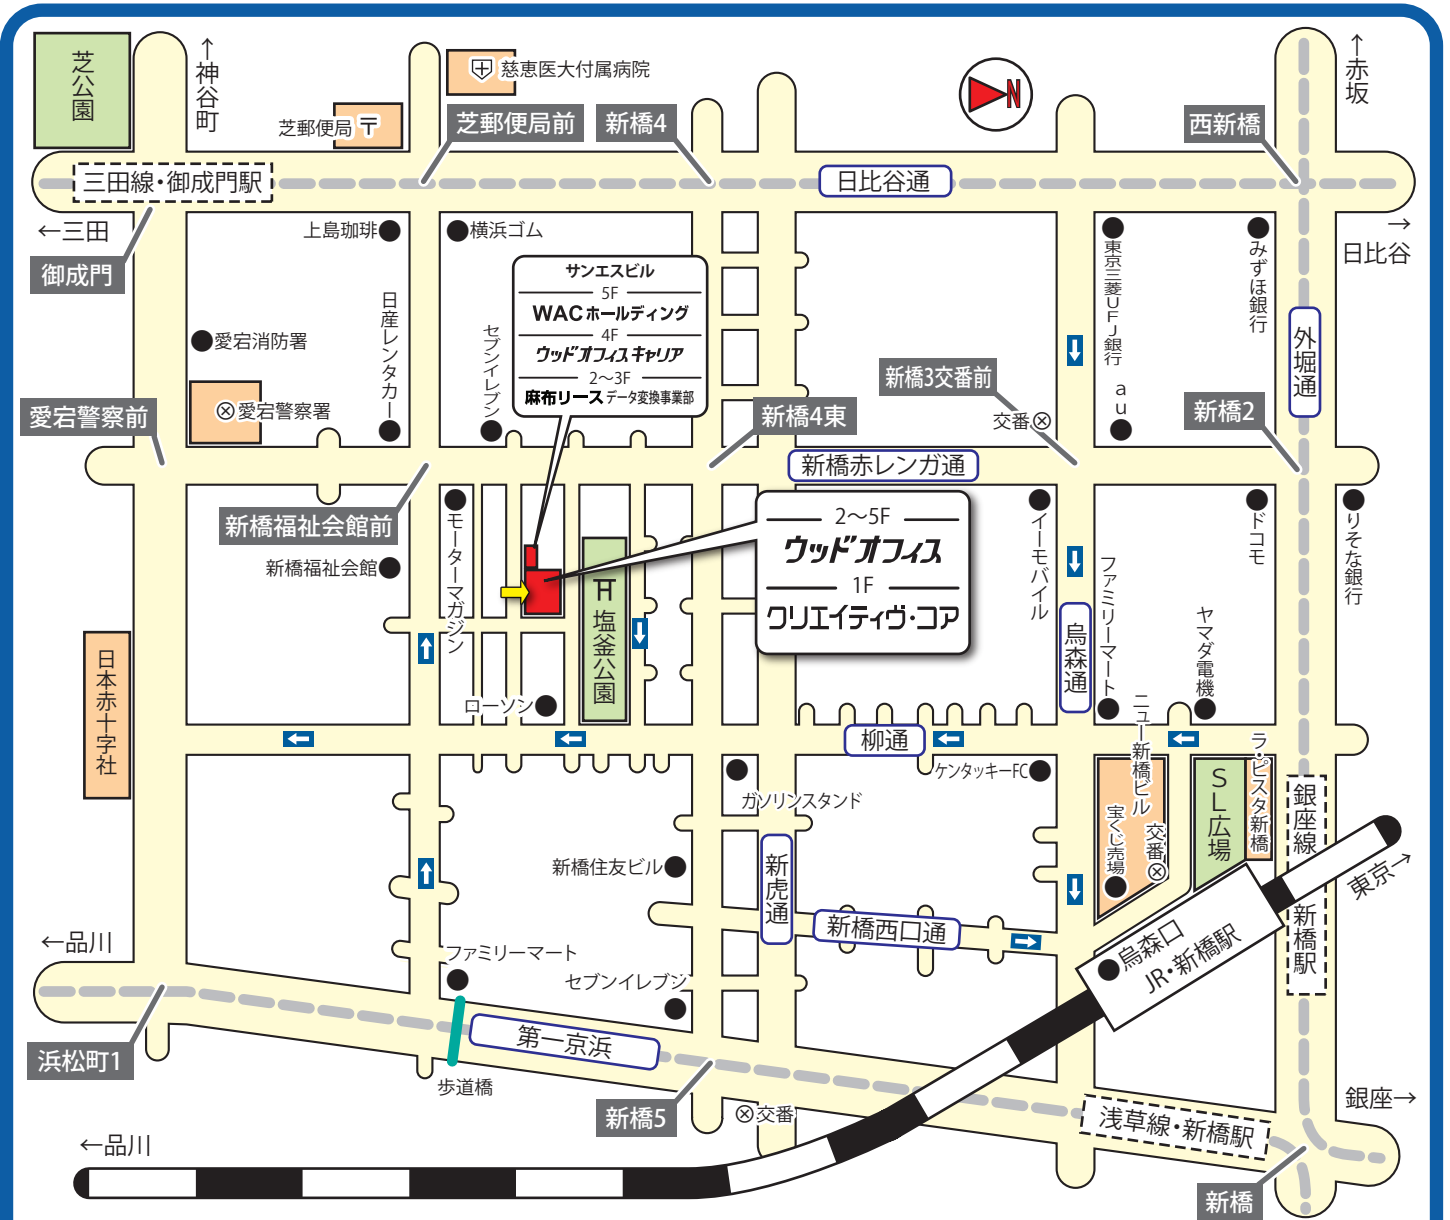 芝公園
↑神谷町
慈恵医大付属病院
芝郵便局 〒
芝郵便局前
新橋4
N
西新橋
↑赤坂
三田線・御成門駅
日比谷通
←三田
御成門
上島珈琲
横浜ゴム
→
日比谷
東京三菱UFJ銀行
みずほ銀行
サンエスビル
5F
WACホールディング
4F
ウッドオフィスキャリア
2〜3F
麻布リース データ変換事業部
愛宕消防署
日産レンタカー
セブンイレブン
外堀通
愛宕警察前
愛宕警察署
新橋4東
新橋3交番前
交番
au
新橋2
新橋赤レンガ通
新橋福祉会館前
新橋福祉会館
モーターマガジン
2〜5F
ウッドオフィス
1F
クリエイティヴ・コア
イーモバイル
ドコモ
りそな銀行
ファミリーマート
ヤマダ電機
烏森通
塩釜公園
日本赤十字社
ローソン
柳通
ニュー新橋ビル
ラ・ピスタ新橋
ケンタッキーFC
ガソリンスタンド
SL広場
宝くじ売場
交番
銀座線
新橋駅
新橋住友ビル
新虎通
新橋西口通
東京→
←品川
ファミリーマート
セブンイレブン
烏森口
JR・新橋駅
浜松町1
第一京浜
歩道橋
新橋5
交番
浅草線・新橋駅
銀座→
←品川
新橋